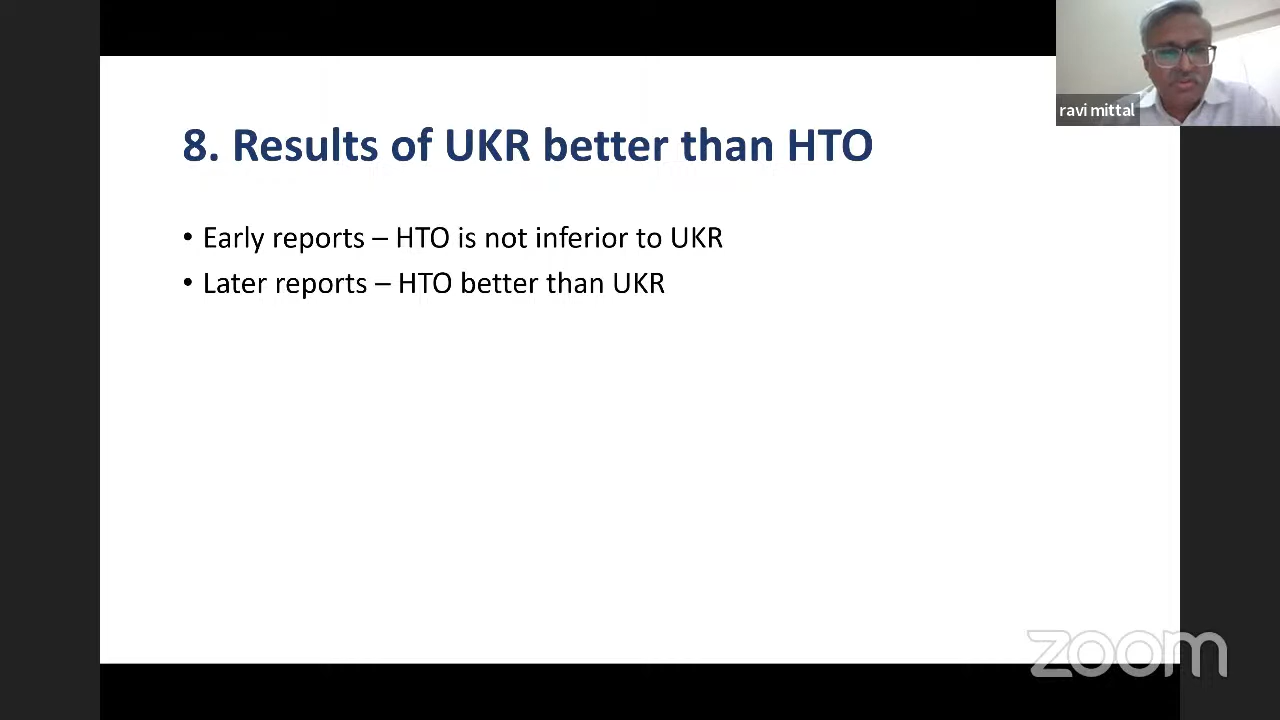 ravi mittal
8. Results of UKR better than HTO
• Early reports – HTO is not inferior to UKR
• Later reports – HTO better than UKR
zoom